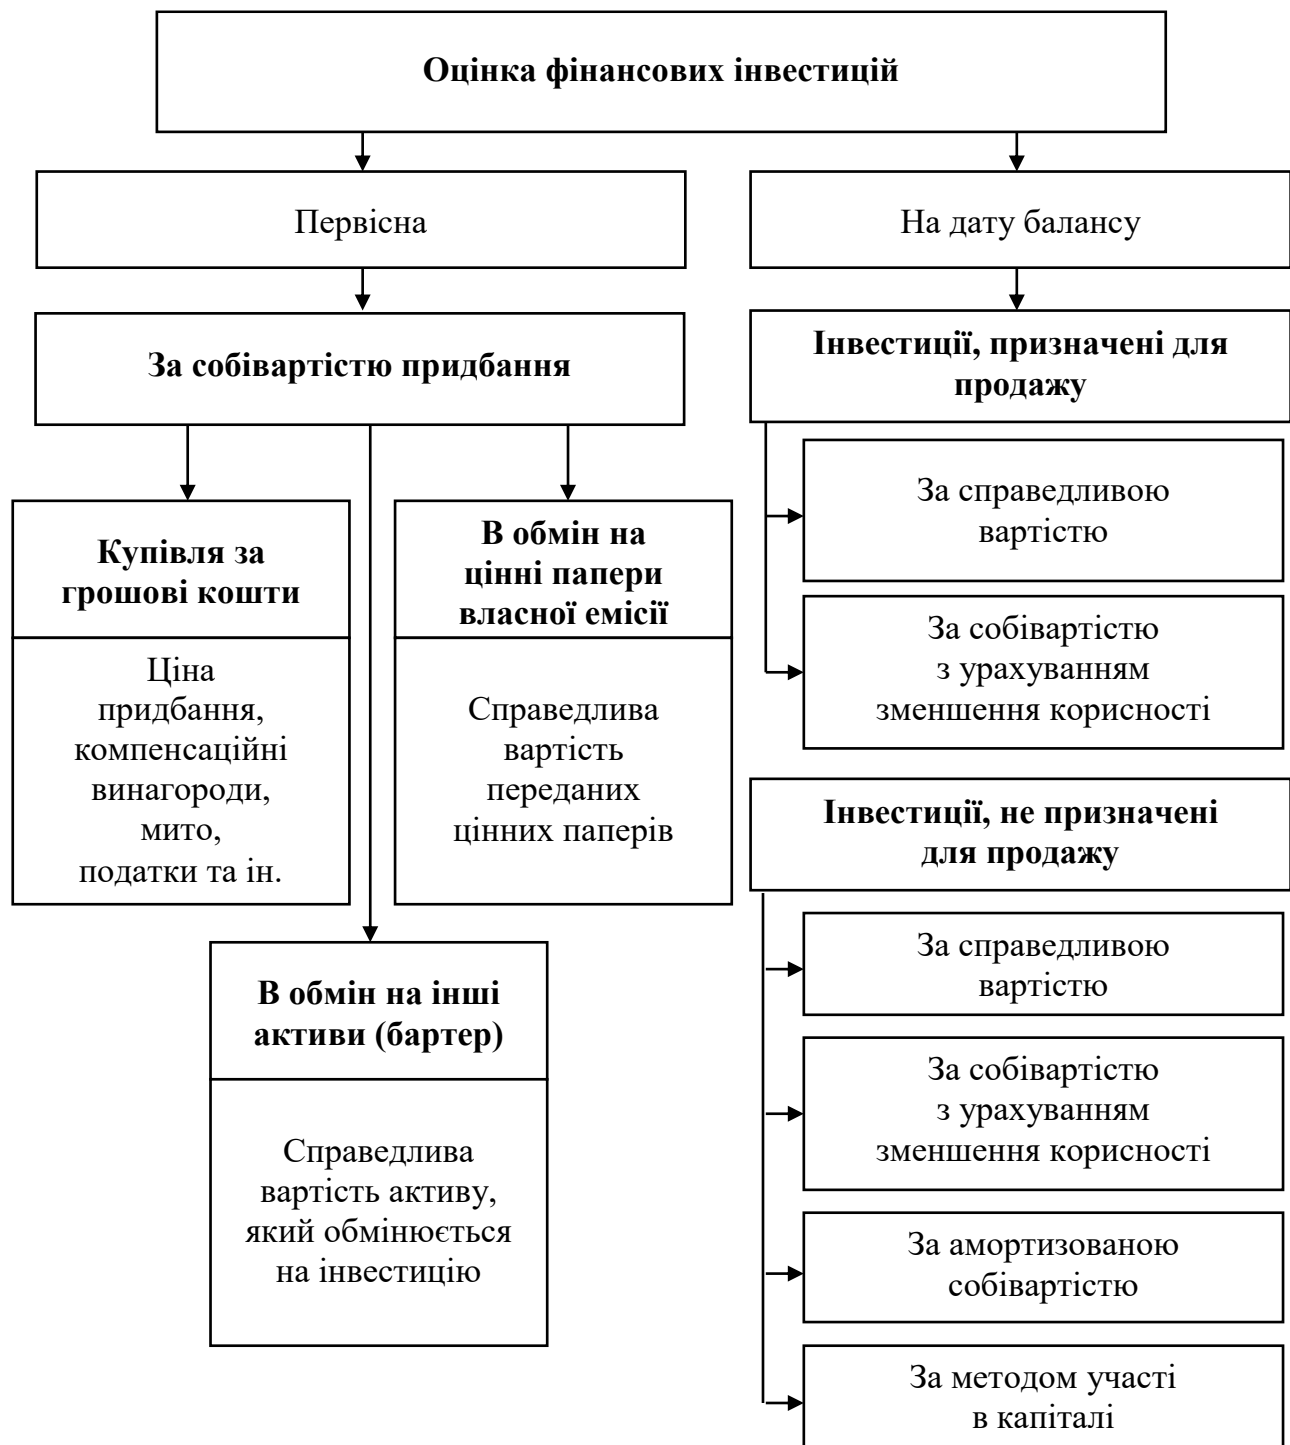 Оцінка фінансових інвестицій
Первісна
За собівартістю придбання
Купівля за
грошові кошти
Ціна
придбання,
компенсаційні
винагороди,
мито,
податки та ін.
В обмін на
цінні папери
власної емісії
Справедлива
вартість
переданих
цінних паперів
В обмін на інші
активи (бартер)
Справедлива
вартість активу,
який обмінюється
на інвестицію
На дату балансу
Інвестиції, призначені для
продажу
За справедливою
вартістю
За собівартістю
з урахуванням
зменшення корисності
Інвестиції, не призначені
для продажу
За справедливою
вартістю
За собівартістю
з урахуванням
зменшення корисності
За амортизованою
собівартістю
За методом участі
в капіталі